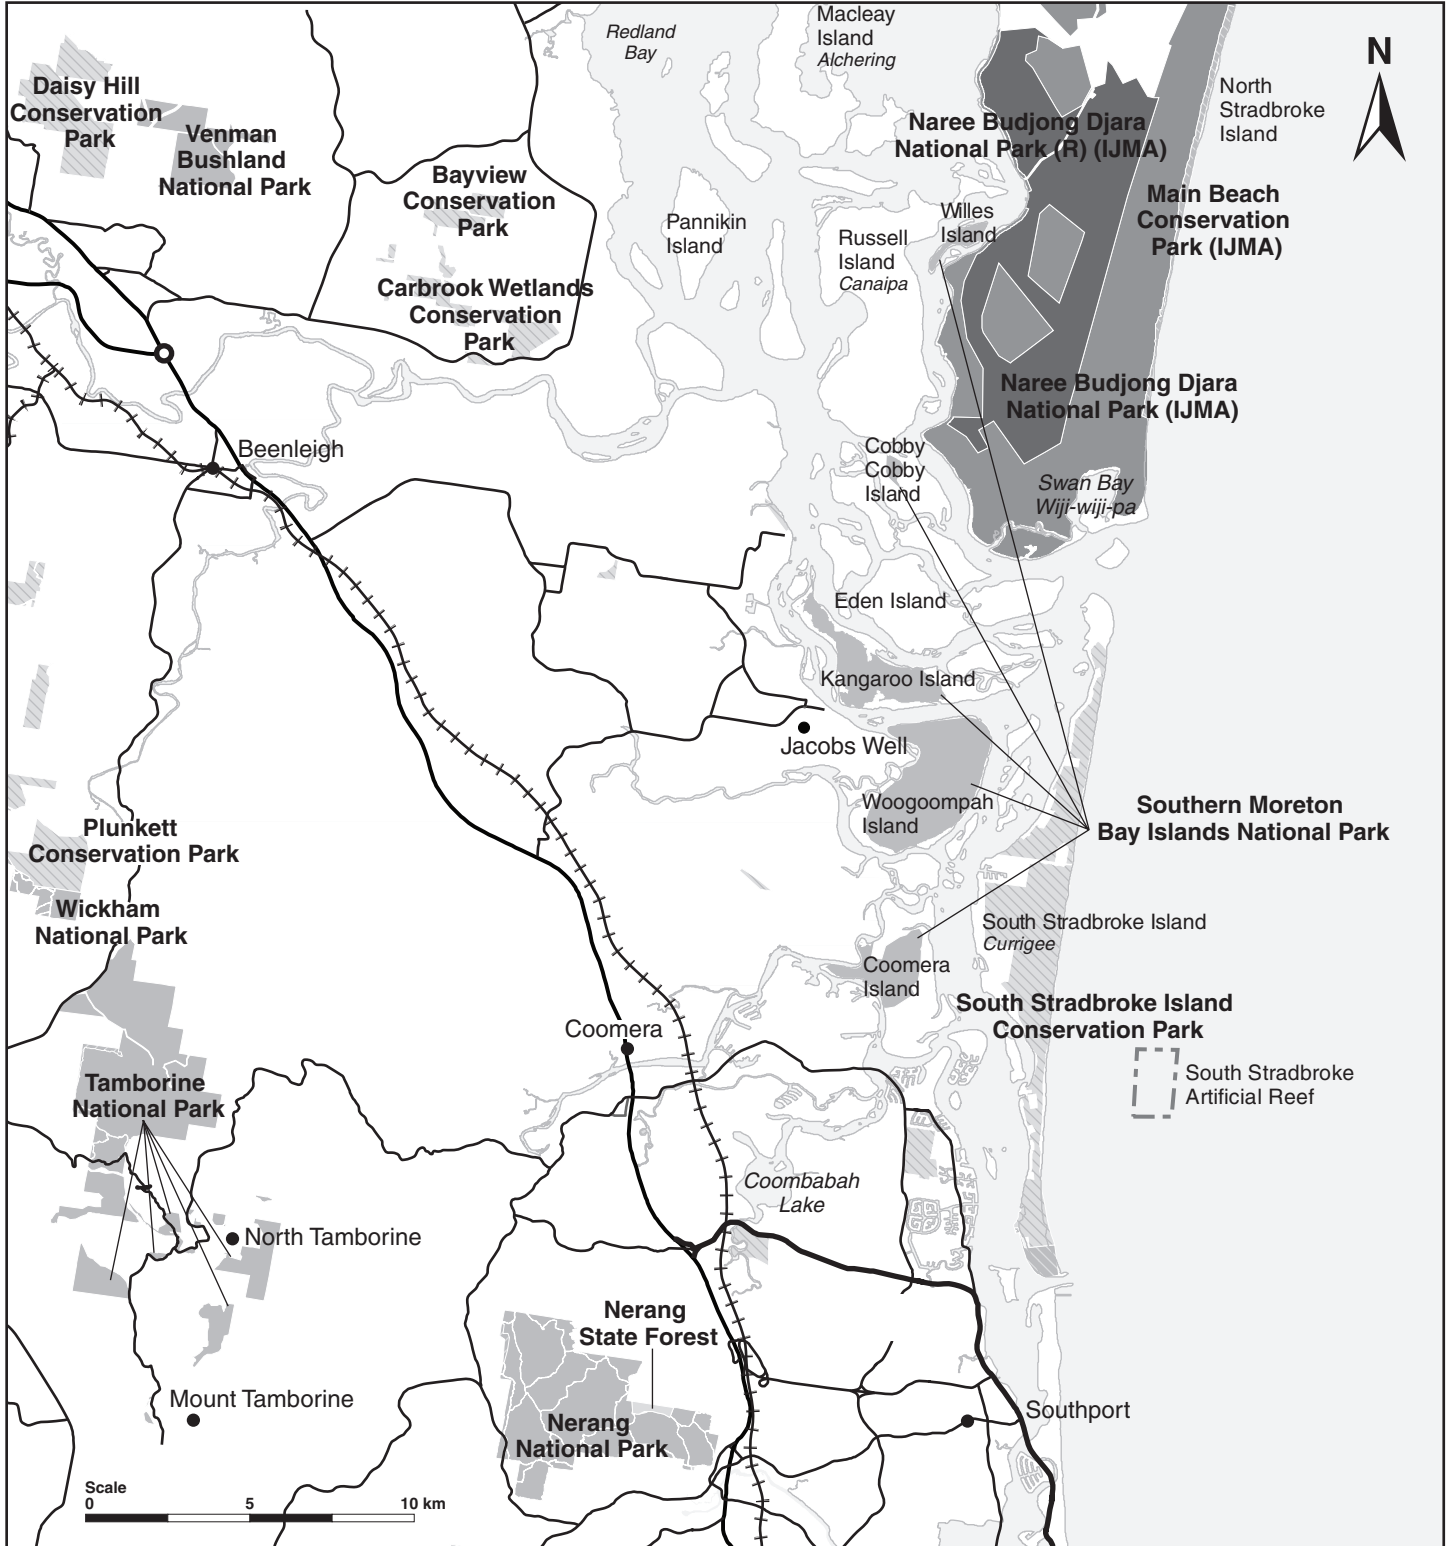 Redland
Bay
Macleay
Island
Alchering
N
North
Stradbroke
Island
Daisy Hill
Conservation
Park
Venman
Bushland
National Park
Naree Budjong Djara
National Park (R) (IJMA)
Bayview
Conservation
Park
Main Beach
Conservation
Park (IJMA)
Pannikin
Island
Willes
Island
Russell
Island
Canaipa
Carbrook Wetlands
Conservation
Park
Naree Budjong Djara
National Park (IJMA)
Beenleigh
Cobby
Cobby
Island
Swan Bay
Wiji-wiji-pa
Eden Island
Kangaroo Island
Jacobs Well
Woogoompah
Island
Southern Moreton
Bay Islands National Park
Plunkett
Conservation Park
Wickham
National Park
South Stradbroke Island
Currigee
Coomera
Island
South Stradbroke Island
Conservation Park
Coomera
South Stradbroke
Artificial Reef
Tamborine
National Park
Coombabah
Lake
North Tamborine
Nerang
State Forest
Mount Tamborine
Southport
Nerang
National Park
Scale
0 5 10 km